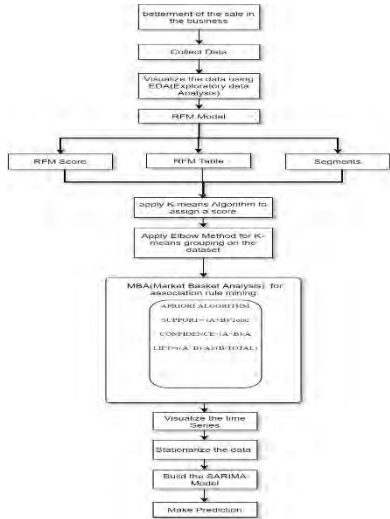 betterment of the sale in
the business
Collect Data
Visualize the data using
EDA(Exploratory data
Analysis)
RFM Model
RFM Score
RFM Table
Segments
apply K-means Algorithm to
assign a score
Apply Elbow Method for K-
means grouping on the
dataset
MBA(Market Basket Analysis) for
association rule mining
APRIORI ALGORITHM
SUPPORT= (A+B)/Total
CONFIDENCE=(A+B)/A
Visualize the time
Series
Stationarize the data
Build the SARIMA
Model
Make Prediction